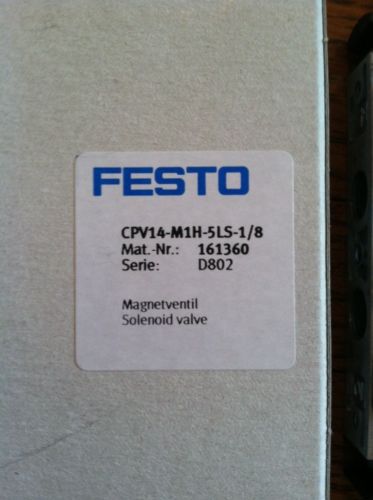 FESTO
CPV14-M1H-5LS-1/8
Mat.-Nr.: 161360
Serie: D802
Magnetventil
Solenoid valve